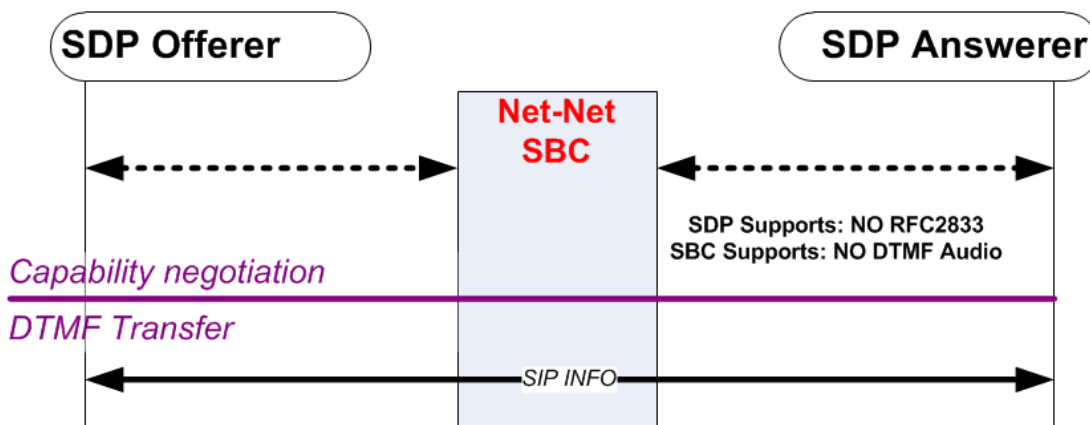 SDP Offerer
SDP Answerer
Net-Net
SBC
SDP Supports: NO RFC2833
SBC Supports: NO DTMF Audio
Capability negotiation
DTMF Transfer
SIP INFO